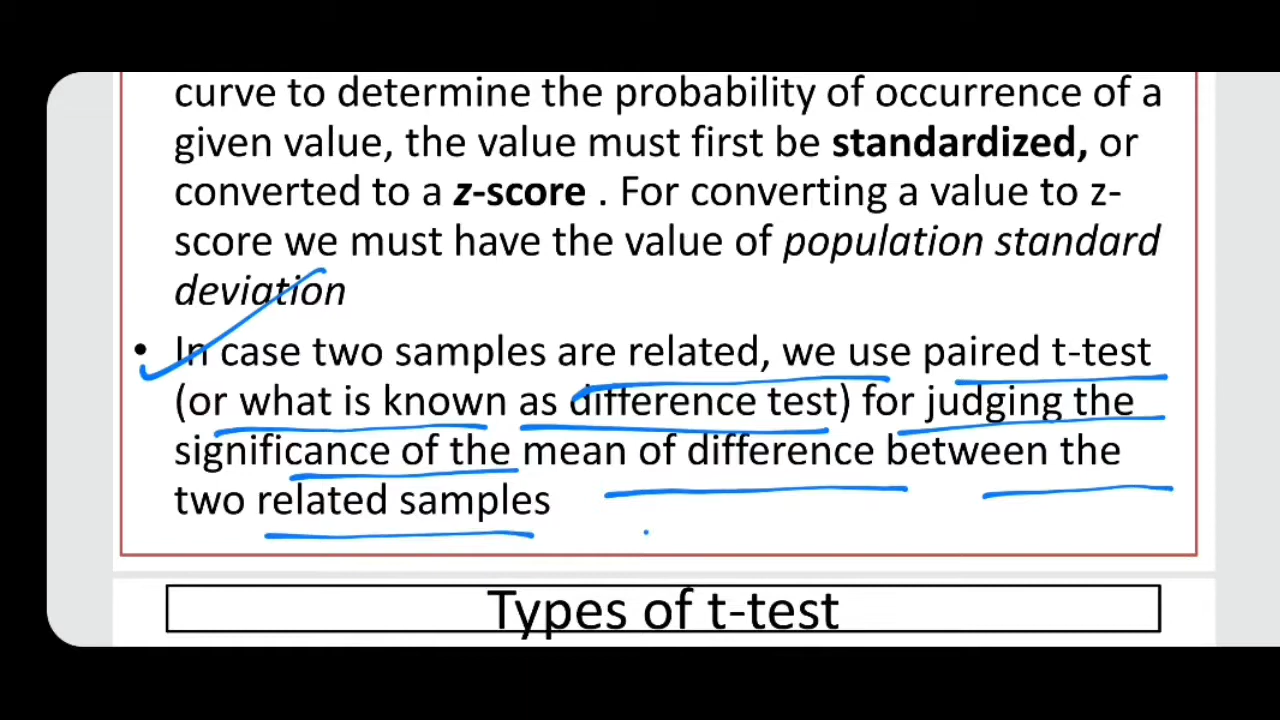 curve to determine the probability of occurrence of a
given value, the value must first be standardized, or
converted to a z-score . For converting a value to z-
score we must have the value of population standard
deviation
• In case two samples are related, we use paired t-test
(or what is known as difference test) for judging the
significance of the mean of difference between the
two related samples
Types of t-test